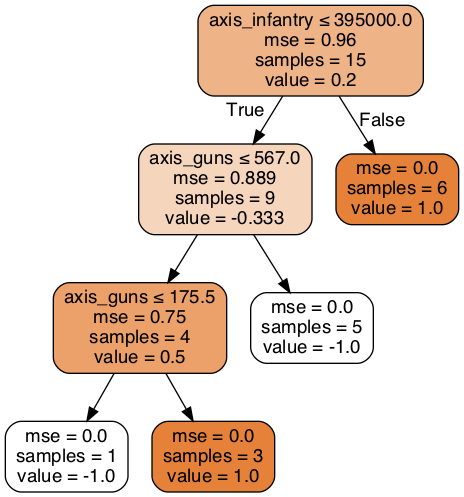 axis_infantry ≤ 395000.0
mse = 0.96
samples = 15
value = 0.2
True
False
axis_guns ≤ 567.0
mse = 0.889
samples = 9
value = -0.333
mse = 0.0
samples = 6
value = 1.0
axis_guns ≤ 175.5
mse = 0.75
samples = 4
value = 0.5
mse = 0.0
samples = 5
value = -1.0
mse = 0.0
samples = 1
value = -1.0
mse = 0.0
samples = 3
value = 1.0